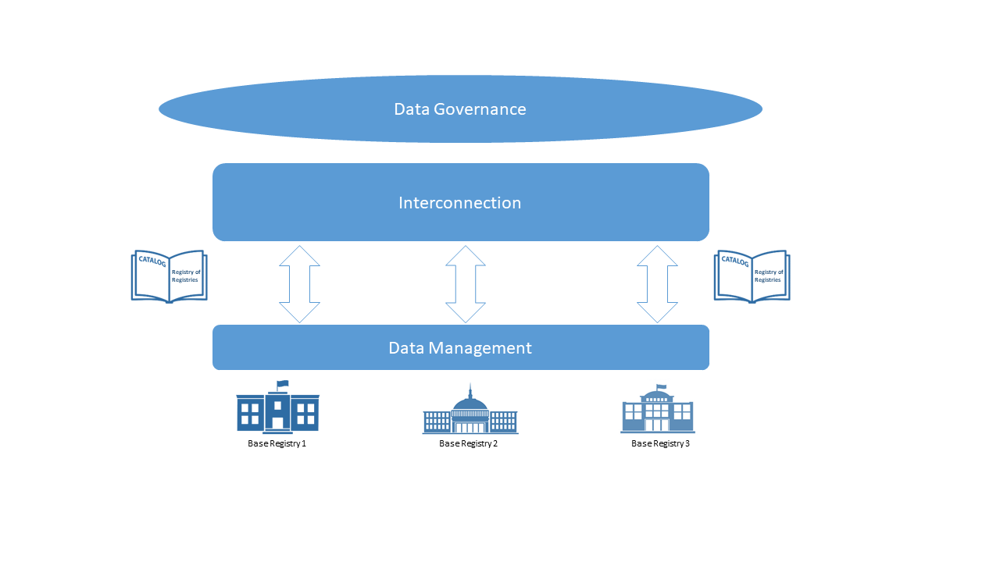 Data Governance
Interconnection
CATALOG
Registry of
Registries
CATALOG
Registry of
Registries
Data Management
Base Registry 1
Base Registry 2
Base Registry 3